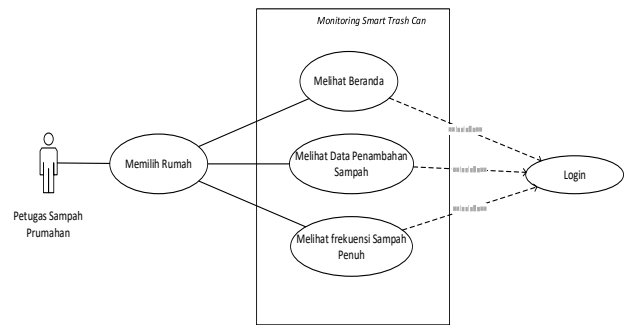 Monitoring Smart Trash Can
Melihat Beranda
Memilih Rumah
Melihat Data Penambahan
Sampah
Login
Petugas Sampah
Prumahan
Melihat frekuensi Sampah
Penuh